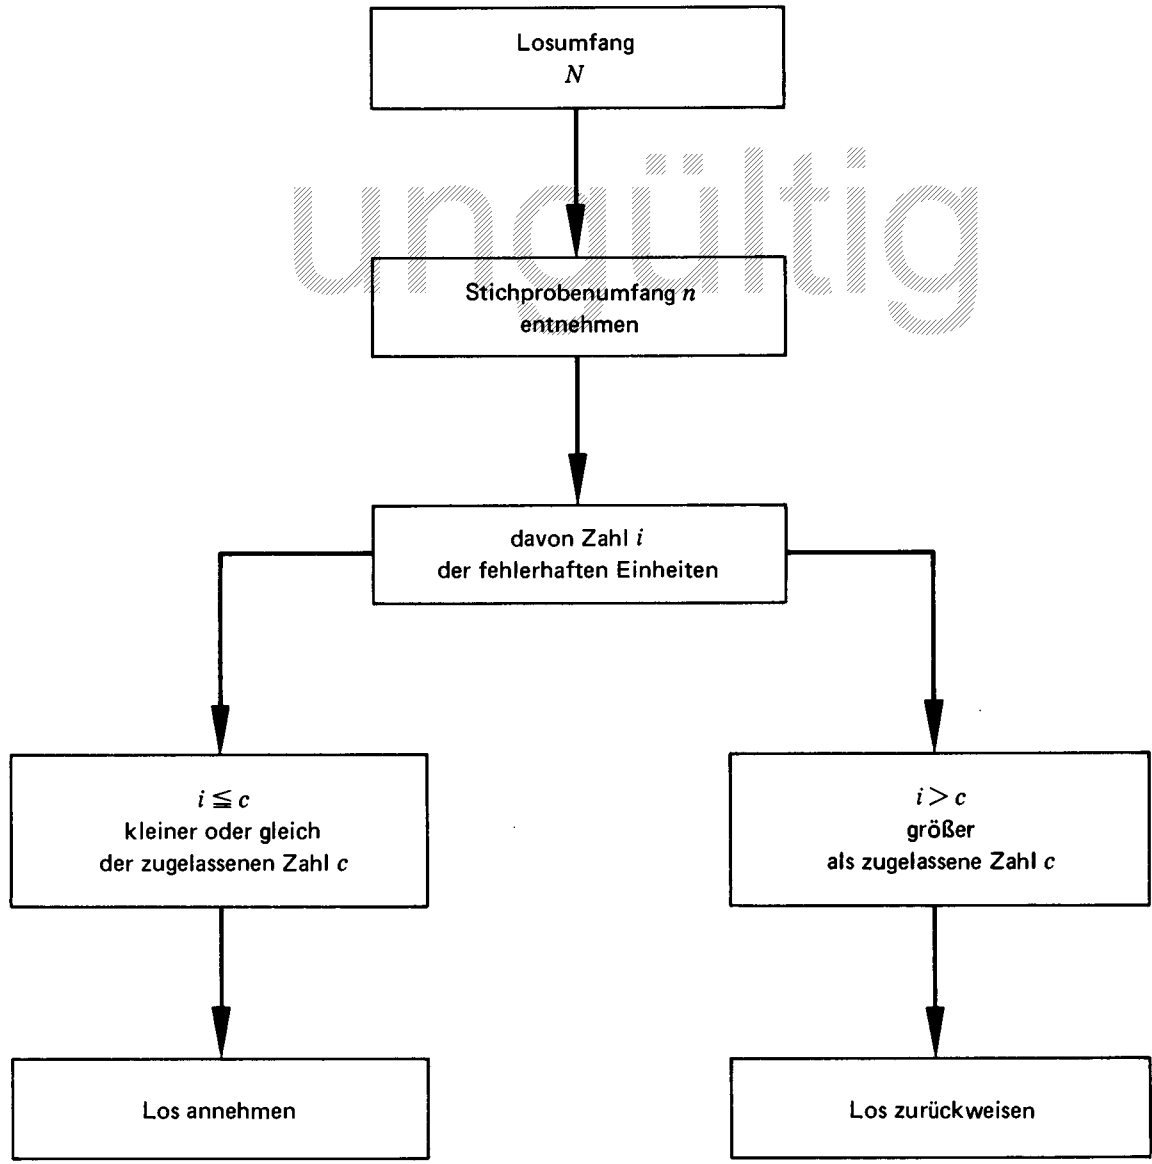 Losumfang
N
ungültig
Stichprobenumfang n
entnehmen
davon Zahl i
der fehlerhaften Einheiten
i ≦ c
kleiner oder gleich
der zugelassenen Zahl c
i > c
größer
als zugelassene Zahl c
Los annehmen
Los zurückweisen